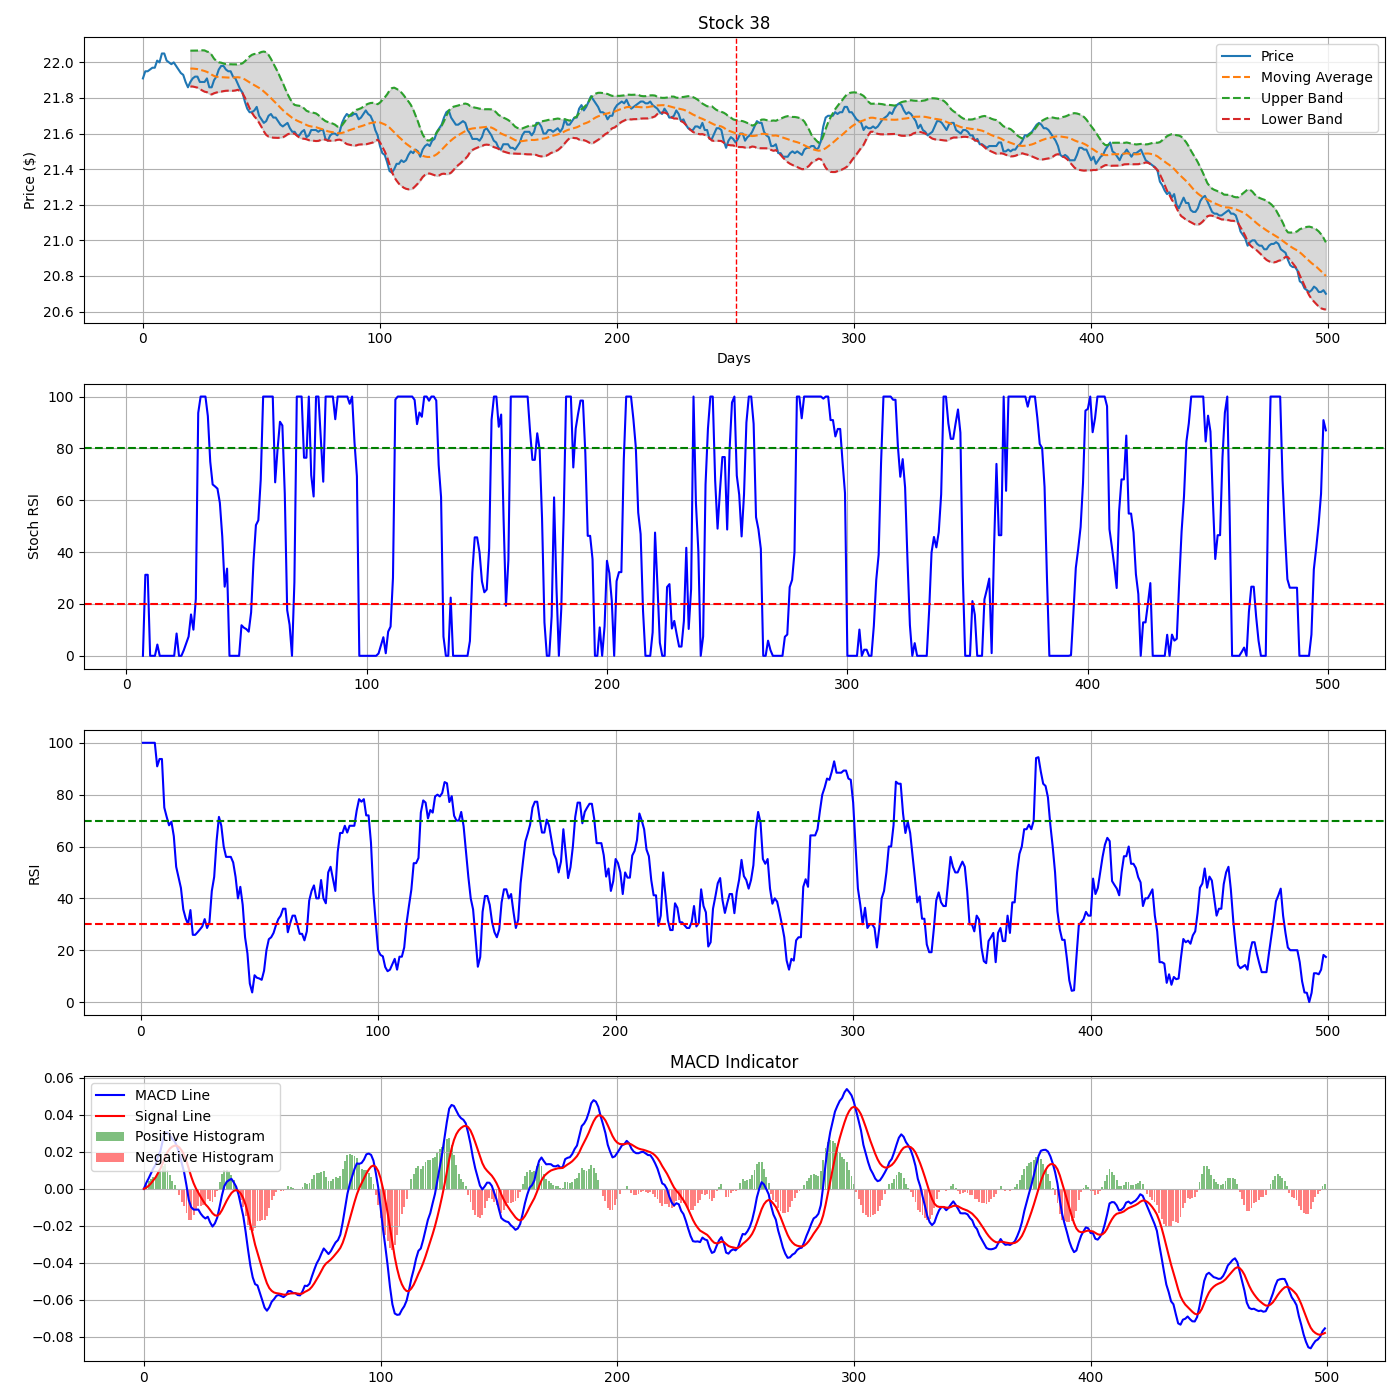 Stock 38
Price ($)
22.0
21.8
21.6
21.4
21.2
21.0
20.8
20.6
Price
Moving Average
Upper Band
Lower Band
0 100 200 300 400 500
Days
Stoch RSI
100
80
60
40
20
0
0 100 200 300 400 500
RSI
100
80
60
40
20
0
0 100 200 300 400 500
MACD Indicator
0.06
0.04
0.02
0.00
−0.02
−0.04
−0.06
−0.08
MACD Line
Signal Line
Positive Histogram
Negative Histogram
0 100 200 300 400 500